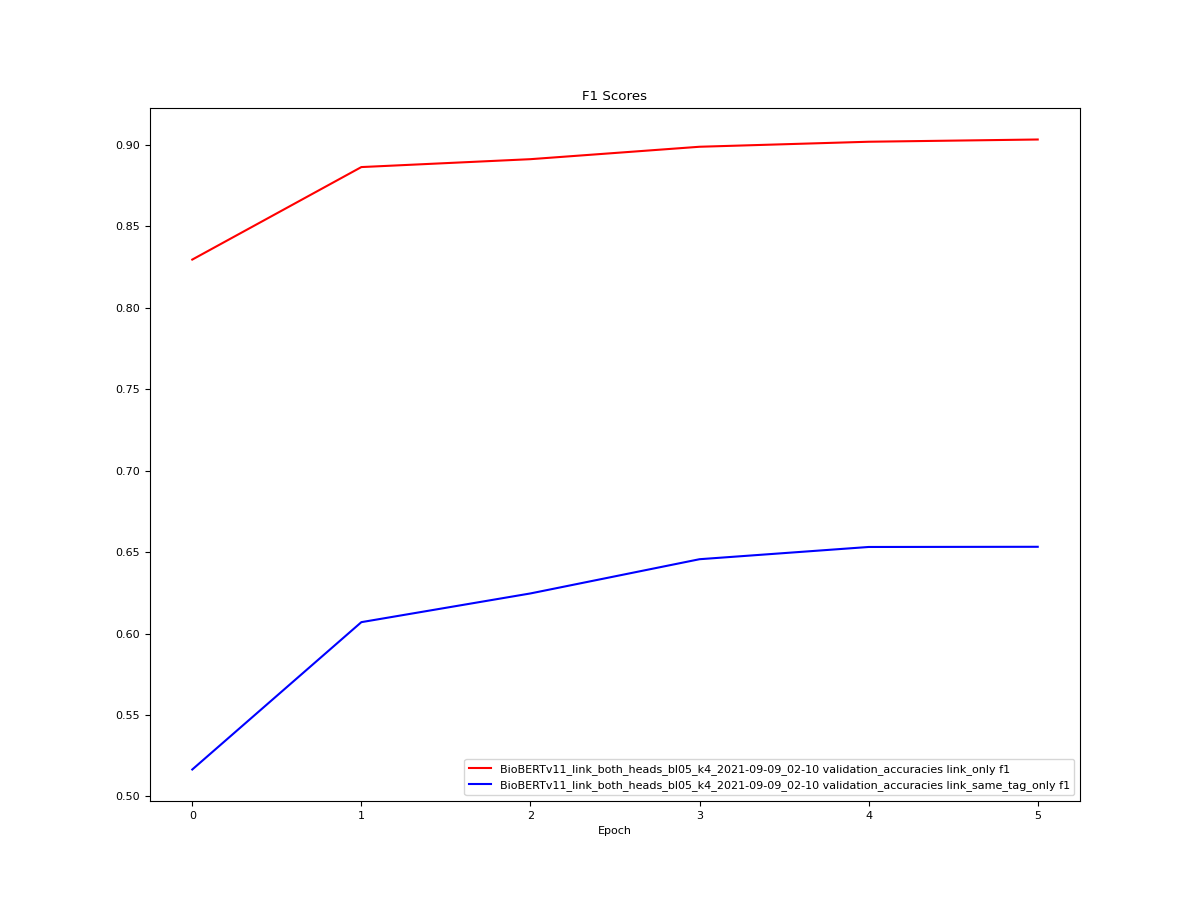 F1 Scores
0.90
0.85
0.80
0.75
0.70
0.65
0.60
0.55
0.50
BioBERTv11_link_both_heads_bl05_k4_2021-09-09_02-10 validation_accuracies link_only f1
BioBERTv11_link_both_heads_bl05_k4_2021-09-09_02-10 validation_accuracies link_same_tag_only f1
0 1 2 3 4 5
Epoch